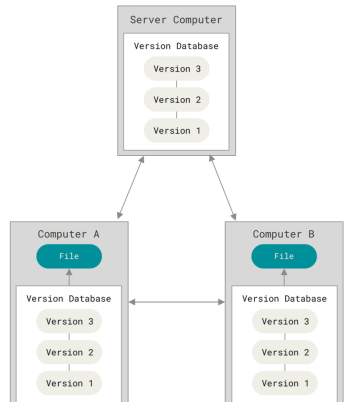 Server Computer
Version Database
Version 3
Version 2
Version 1
Computer A
File
Version Database
Version 3
Version 2
Version 1
Computer B
File
Version Database
Version 3
Version 2
Version 1